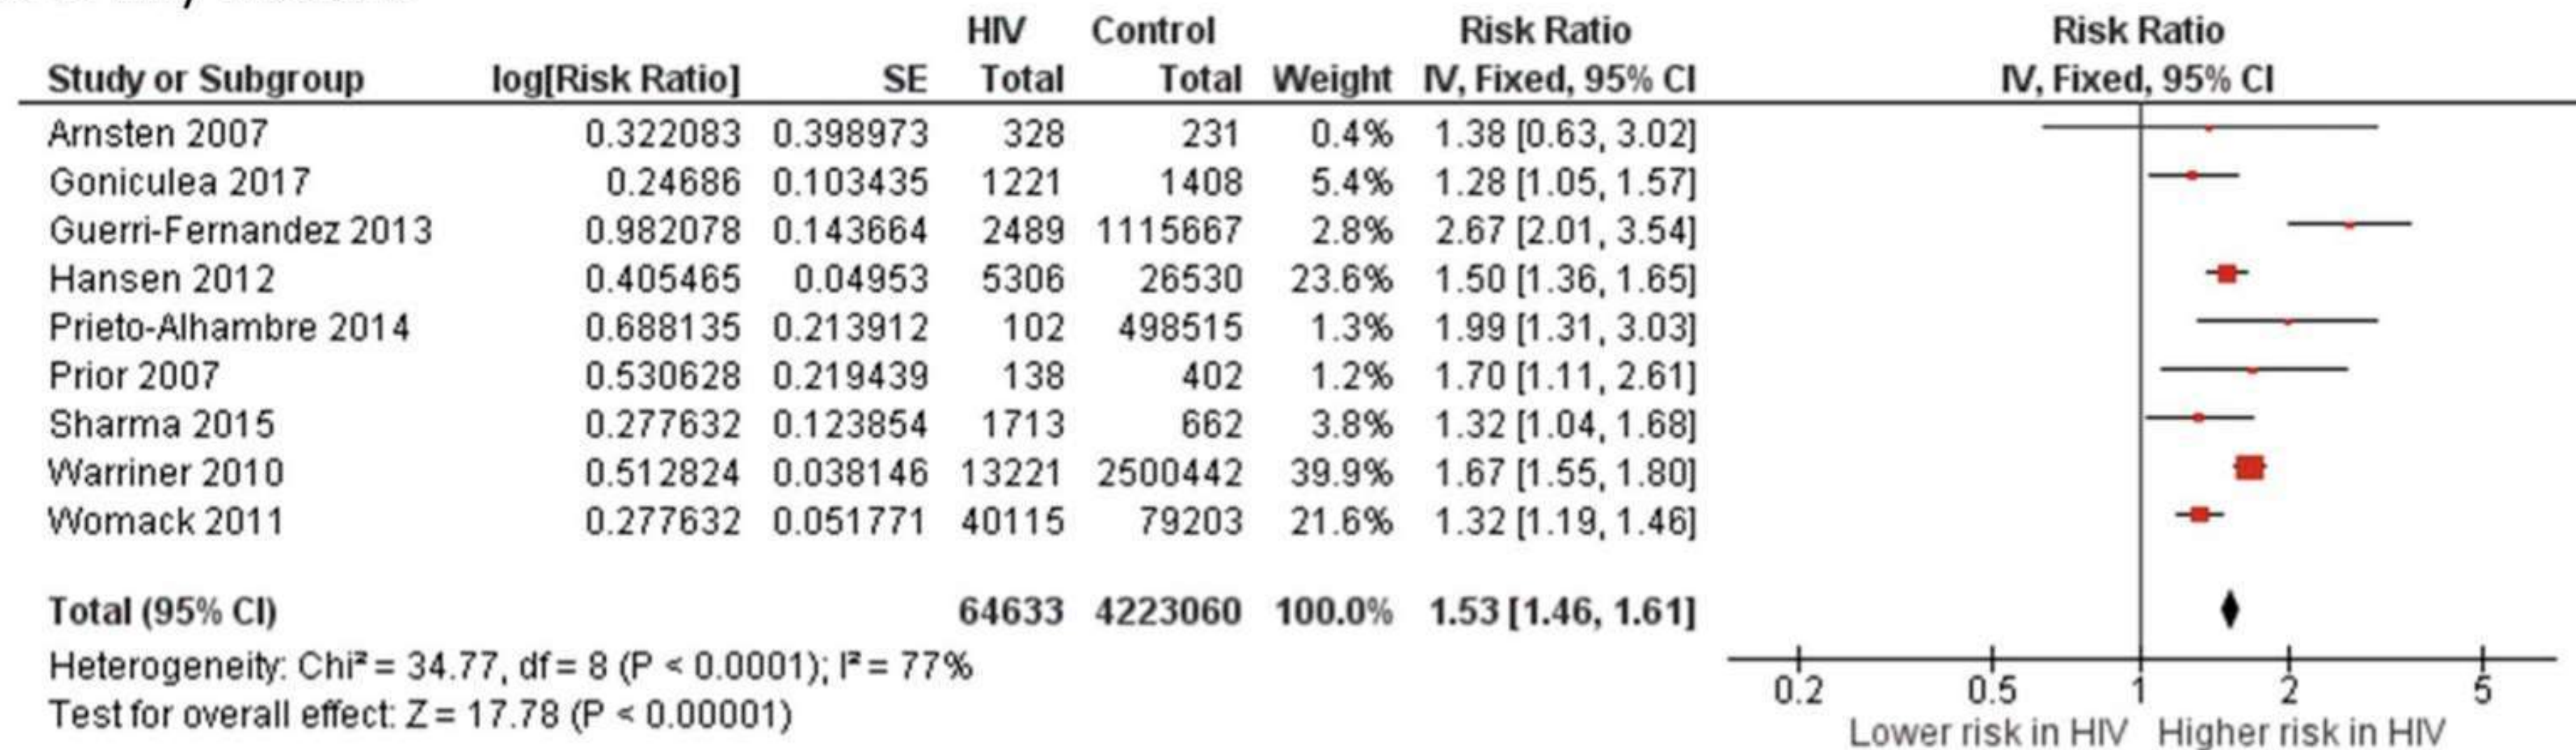 HIV Control Risk Ratio Risk Ratio
Study or Subgroup log[Risk Ratio] SE Total Total Weight IV, Fixed, 95% CI IV, Fixed, 95% CI
Arnsten 2007 0.322083 0.398973 328 231 0.4% 1.38 [0.63, 3.02]
Goniculea 2017 0.24686 0.103435 1221 1408 5.4% 1.28 [1.05, 1.57]
Guerri-Fernandez 2013 0.982078 0.143664 2489 1115667 2.8% 2.67 [2.01, 3.54]
Hansen 2012 0.405465 0.04953 5306 26530 23.6% 1.50 [1.36, 1.65]
Prieto-Alhambre 2014 0.688135 0.213912 102 498515 1.3% 1.99 [1.31, 3.03]
Prior 2007 0.530628 0.219439 138 402 1.2% 1.70 [1.11, 2.61]
Sharma 2015 0.277632 0.123854 1713 662 3.8% 1.32 [1.04, 1.68]
Warriner 2010 0.512824 0.038146 13221 2500442 39.9% 1.67 [1.55, 1.80]
Womack 2011 0.277632 0.051771 40115 79203 21.6% 1.32 [1.19, 1.46]
Total (95% CI) 64633 4223060 100.0% 1.53 [1.46, 1.61]
Heterogeneity: Chi² = 34.77, df = 8 (P < 0.0001); I² = 77%
Test for overall effect: Z = 17.78 (P < 0.00001)
0.2 0.5 1 2 5
Lower risk in HIV Higher risk in HIV